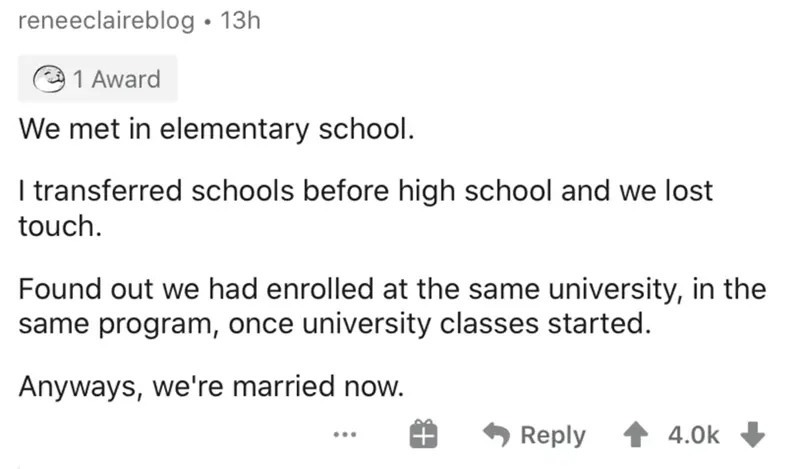 reneeclaireblog • 13h
1 Award
We met in elementary school.
I transferred schools before high school and we lost
touch.
Found out we had enrolled at the same university, in the
same program, once university classes started.
Anyways, we're married now.
Reply 4.0k